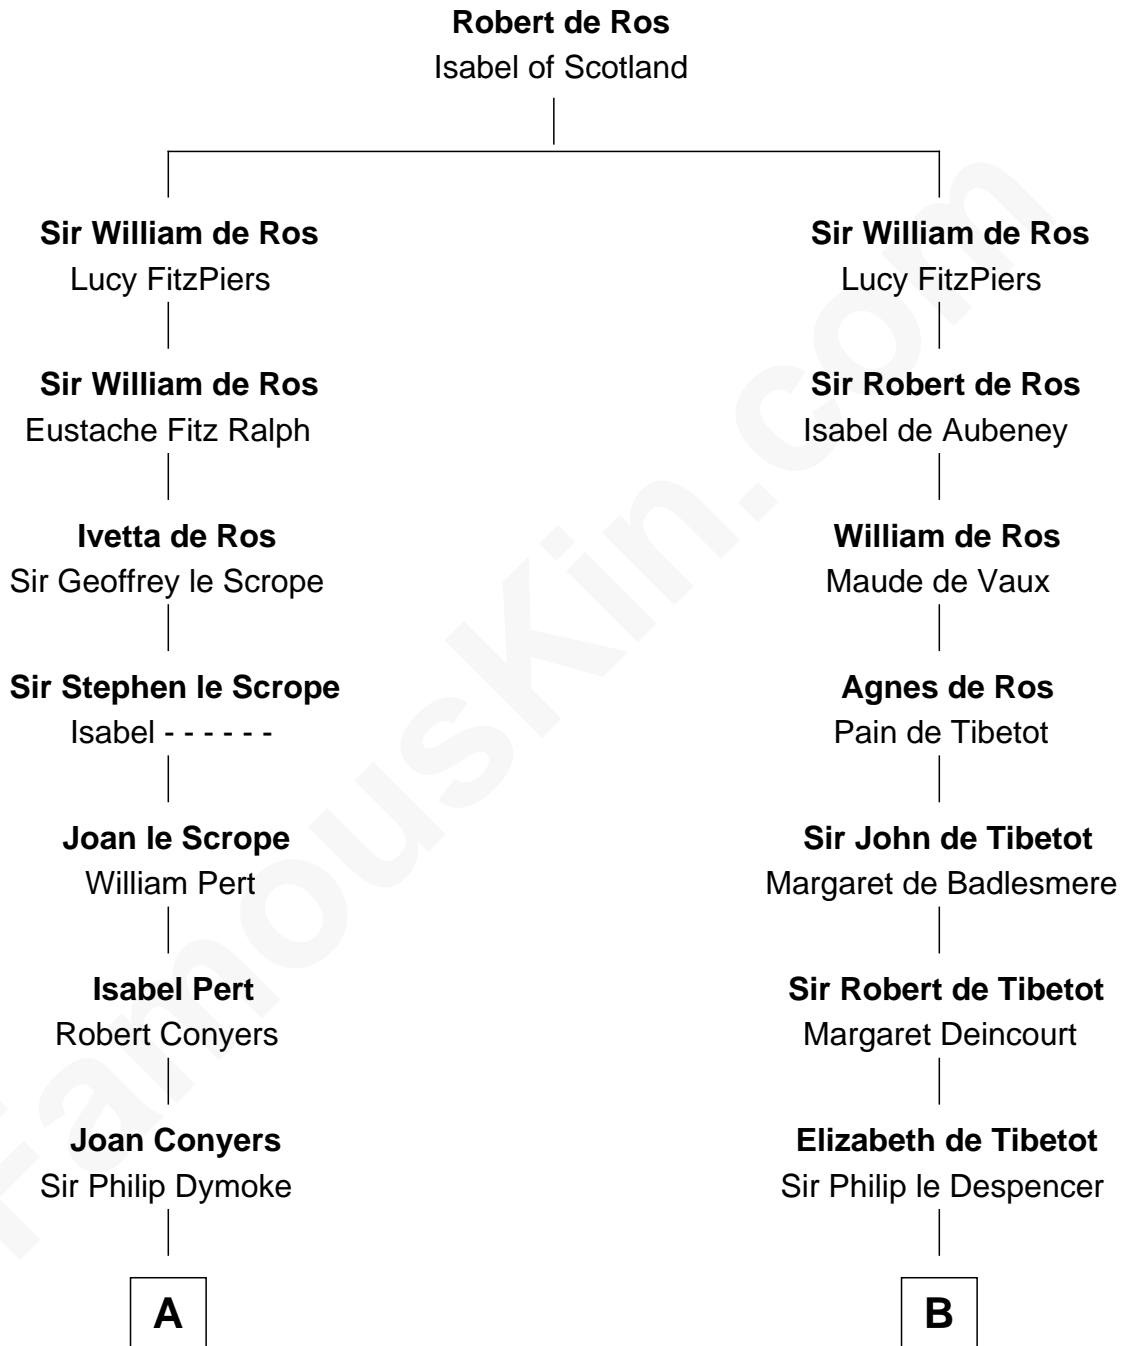 Robert de Ros
Isabel of Scotland
Sir William de Ros
Lucy FitzPiers
Sir William de Ros
Lucy FitzPiers
Sir William de Ros
Eustache Fitz Ralph
Sir Robert de Ros
Isabel de Aubeney
Ivetta de Ros
Sir Geoffrey le Scrope
William de Ros
Maude de Vaux
Sir Stephen le Scrope
Isabel - - - - - -
Agnes de Ros
Pain de Tibetot
Joan le Scrope
William Pert
Sir John de Tibetot
Margaret de Badlesmere
Isabel Pert
Robert Conyers
Sir Robert de Tibetot
Margaret Deincourt
Joan Conyers
Sir Philip Dymoke
Elizabeth de Tibetot
Sir Philip le Despencer
A
B
FamousKin.com